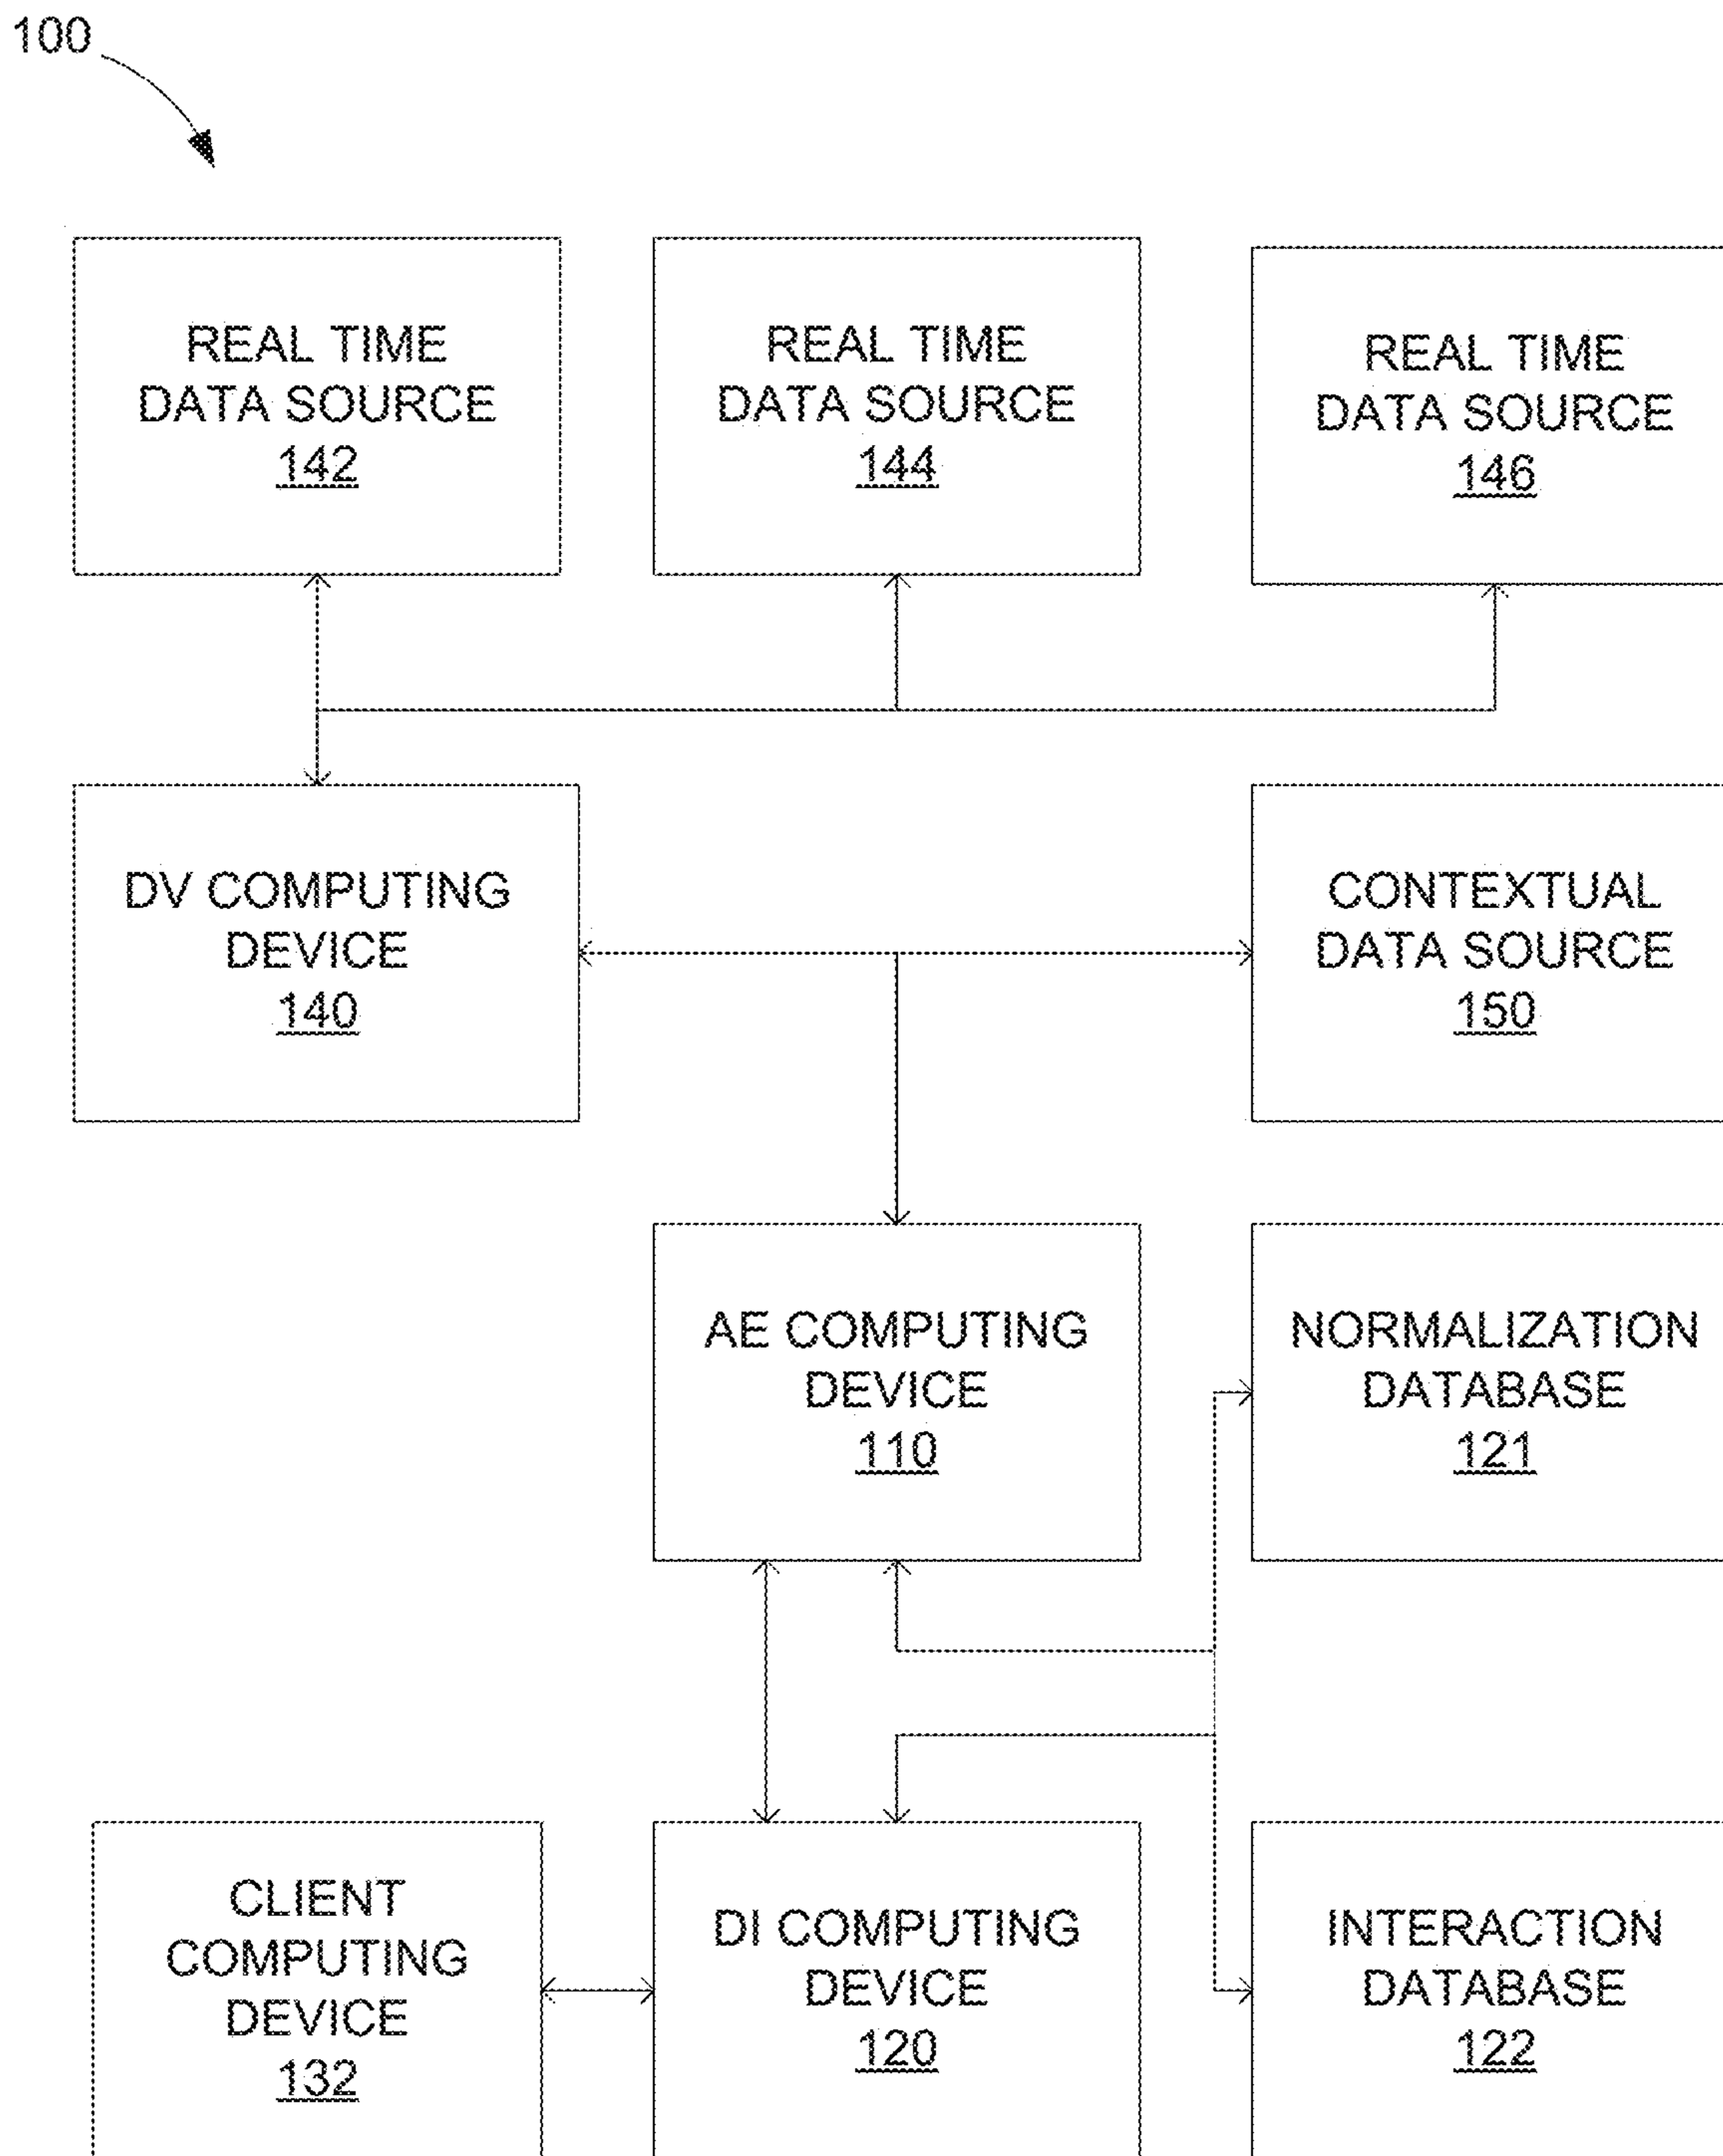 100
REAL TIME
DATA SOURCE
142
REAL TIME
DATA SOURCE
144
REAL TIME
DATA SOURCE
146
DV COMPUTING
DEVICE
140
CONTEXTUAL
DATA SOURCE
150
AE COMPUTING
DEVICE
110
NORMALIZATION
DATABASE
121
CLIENT
COMPUTING
DEVICE
132
DI COMPUTING
DEVICE
120
INTERACTION
DATABASE
122